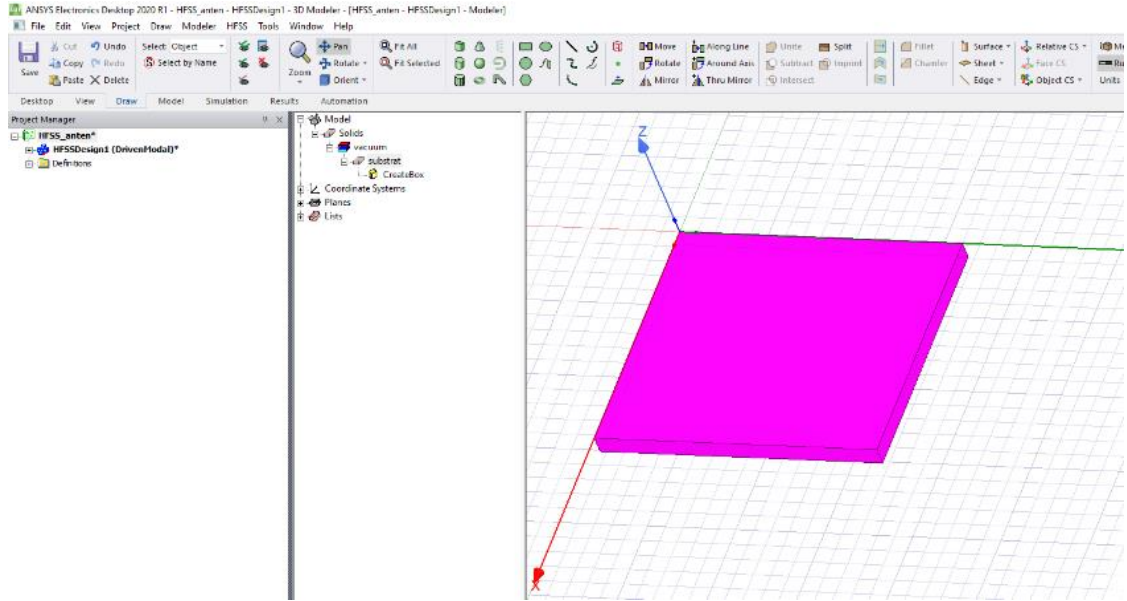 ANSYS Electronics Desktop 2020 R1 - HFSS_anten - HFSSDesign1 - 3D Modeler - [HFSS_anten - HFSSDesign1 - Modeler]
File Edit View Project Draw Modeler HFSS Tools Window Help
Cut Undo Select: Object Pan Fit All Move Along Line Unite Split Fillet Surface Relative CS
Save Copy Redo Select by Name Zoom Rotate Fit Selected Rotate Around Axis Subtract Imprint Chamfer Sheet Face CS
Paste Delete Orient Mirror Thru Mirror Intersect Edge Object CS Units
Desktop View Draw Model Simulation Results Automation
Project Manager
HFSS_anten*
HFSSDesign1 (DrivenModal)*
Definitions
Model
Solids
vacuum
substrat
CreateBox
Coordinate Systems
Planes
Lists
Z
X